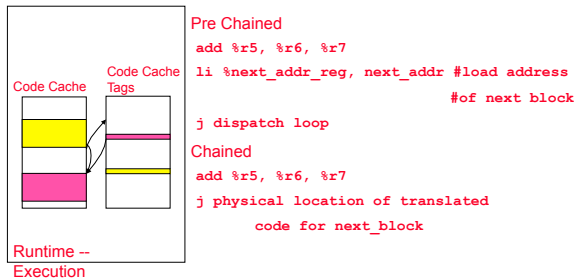 Code Cache
Code Cache
Tags
Runtime --
Execution
Pre Chained
add %r5, %r6, %r7
li %next_addr_reg, next_addr #load address
#of next block
j dispatch loop
Chained
add %r5, %r6, %r7
j physical location of translated
code for next_block